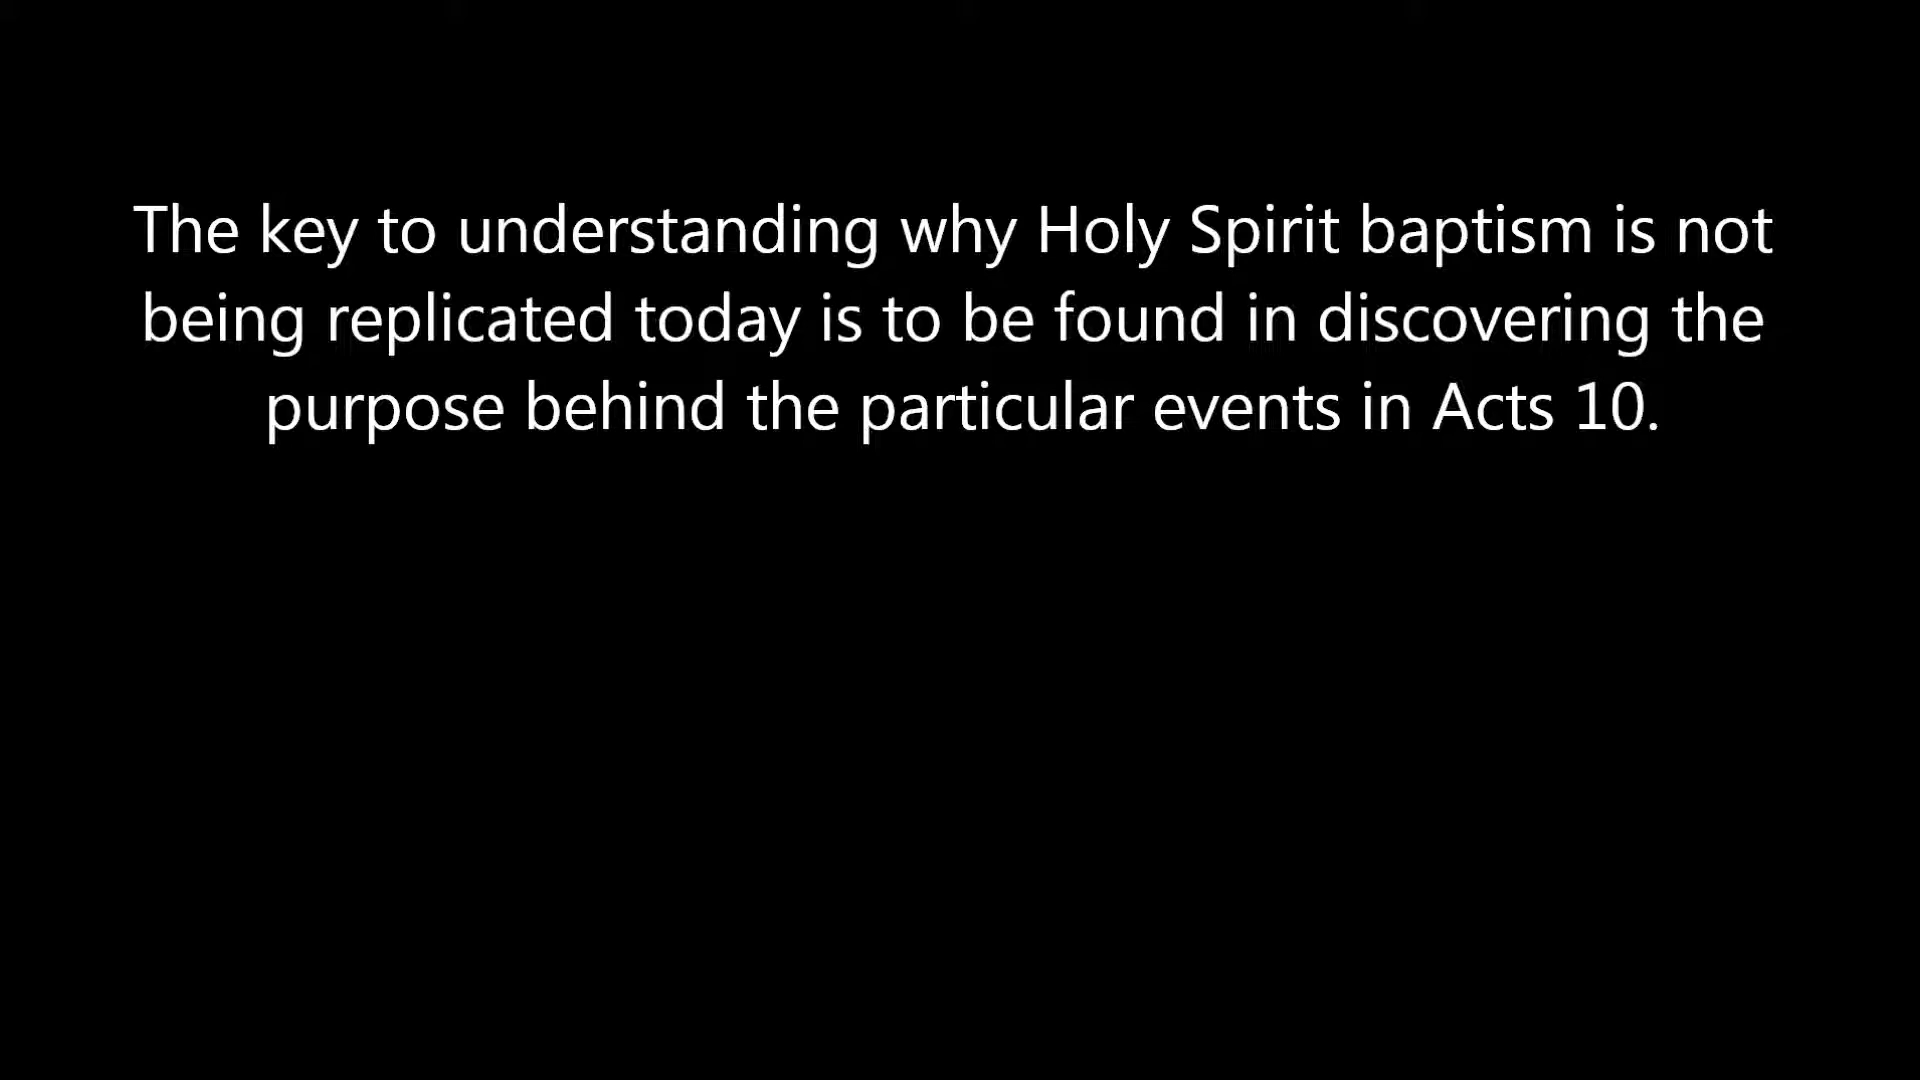 The key to understanding why Holy Spirit baptism is not
being replicated today is to be found in discovering the
purpose behind the particular events in Acts 10.